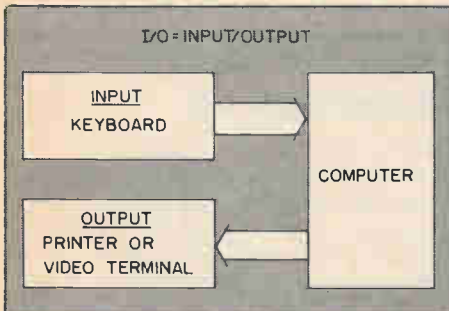 I/O = INPUT/OUTPUT
INPUT
KEYBOARD
COMPUTER
OUTPUT
PRINTER OR
VIDEO TERMINAL